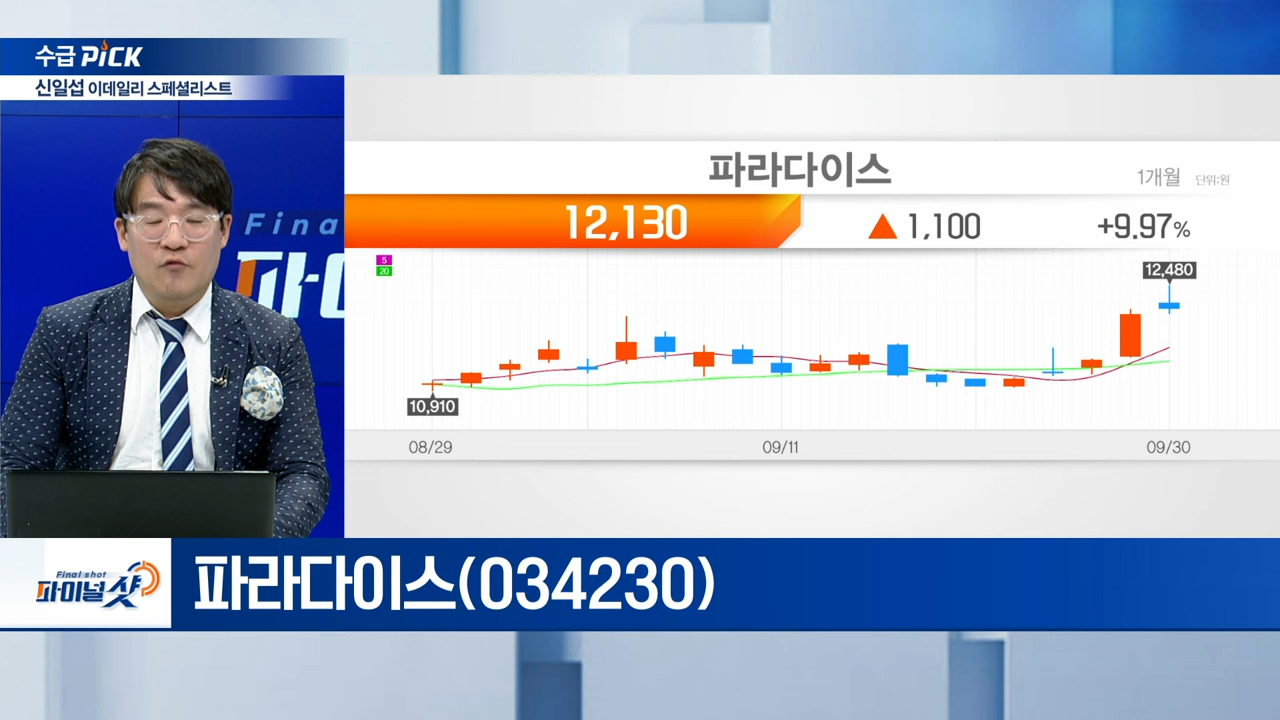 수급 PiCK
신일섭 이데일리 스페셜리스트
Fina
파이
파라다이스
1개월 단위:원
12,130 ▲ 1,100 +9.97%
5
20
12,480
10,910
08/29 09/11 09/30
Final shot
파이널샷
파라다이스(034230)